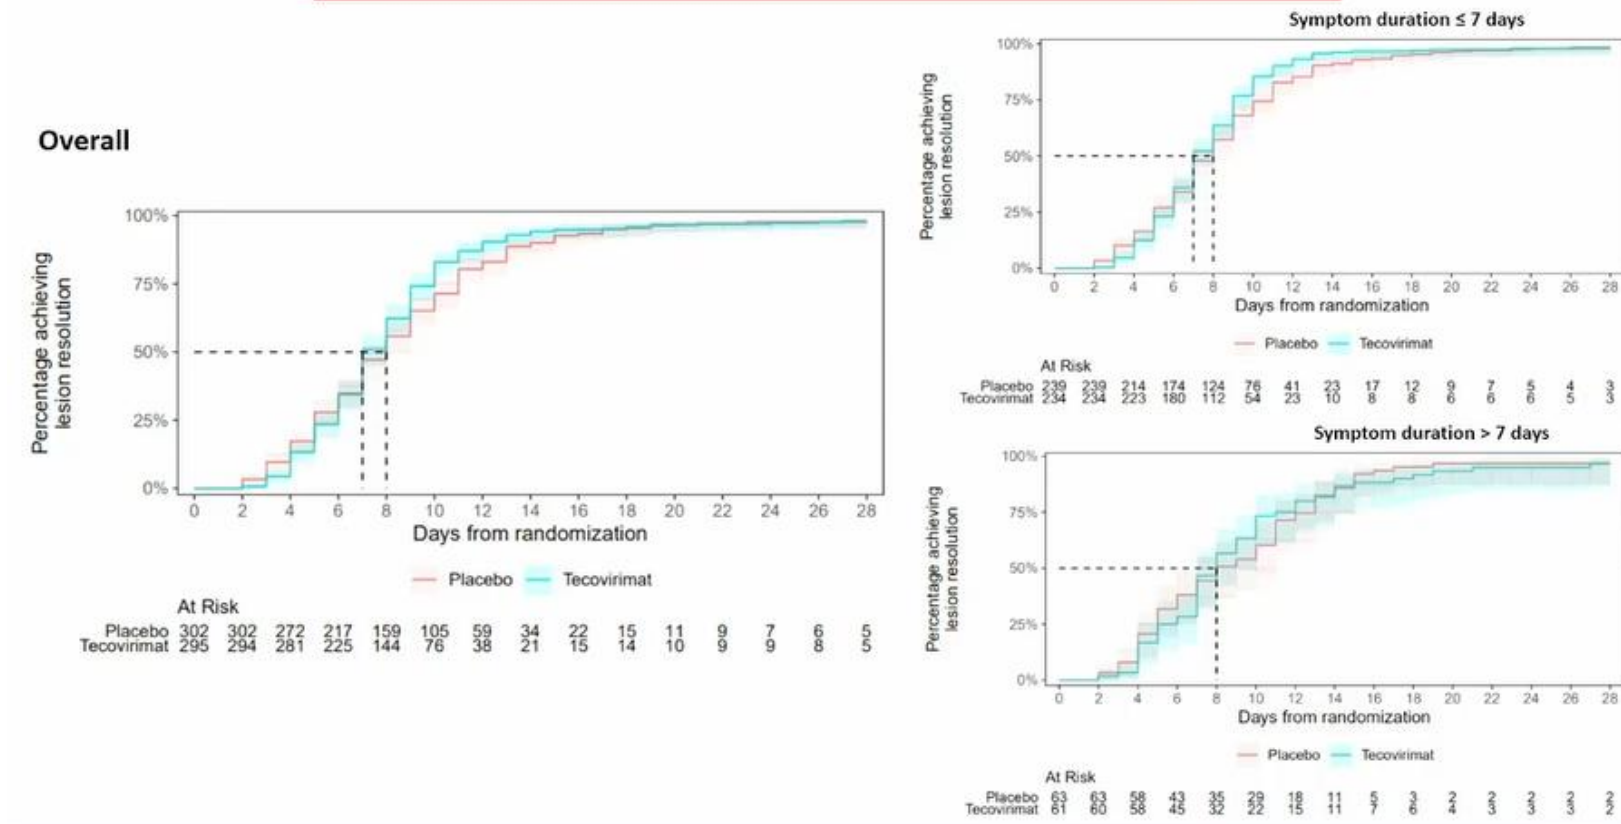 Overall
Percentage achieving
lesion resolution
100%
75%
50%
25%
0%
0 2 4 6 8 10 12 14 16 18 20 22 24 26 28
Days from randomization
Placebo Tecovirimat
At Risk
Placebo 302 302 272 217 159 105 59 34 22 15 11 9 7 6 5
Tecovirimat 295 294 281 225 144 76 38 21 15 14 10 9 9 8 5
Symptom duration ≤ 7 days
Percentage achieving
lesion resolution
100%
75%
50%
25%
0%
0 2 4 6 8 10 12 14 16 18 20 22 24 26 28
Days from randomization
Placebo Tecovirimat
At Risk
Placebo 239 239 214 174 124 76 41 23 17 12 9 7 5 4 3
Tecovirimat 234 234 223 180 112 54 23 10 8 8 6 6 6 5 3
Symptom duration > 7 days
Percentage achieving
lesion resolution
100%
75%
50%
25%
0%
0 2 4 6 8 10 12 14 16 18 20 22 24 26 28
Days from randomization
Placebo Tecovirimat
At Risk
Placebo 63 63 58 43 35 29 18 11 5 3 2 2 2 2 2
Tecovirimat 61 60 58 45 32 22 15 11 7 6 4 3 3 3 2